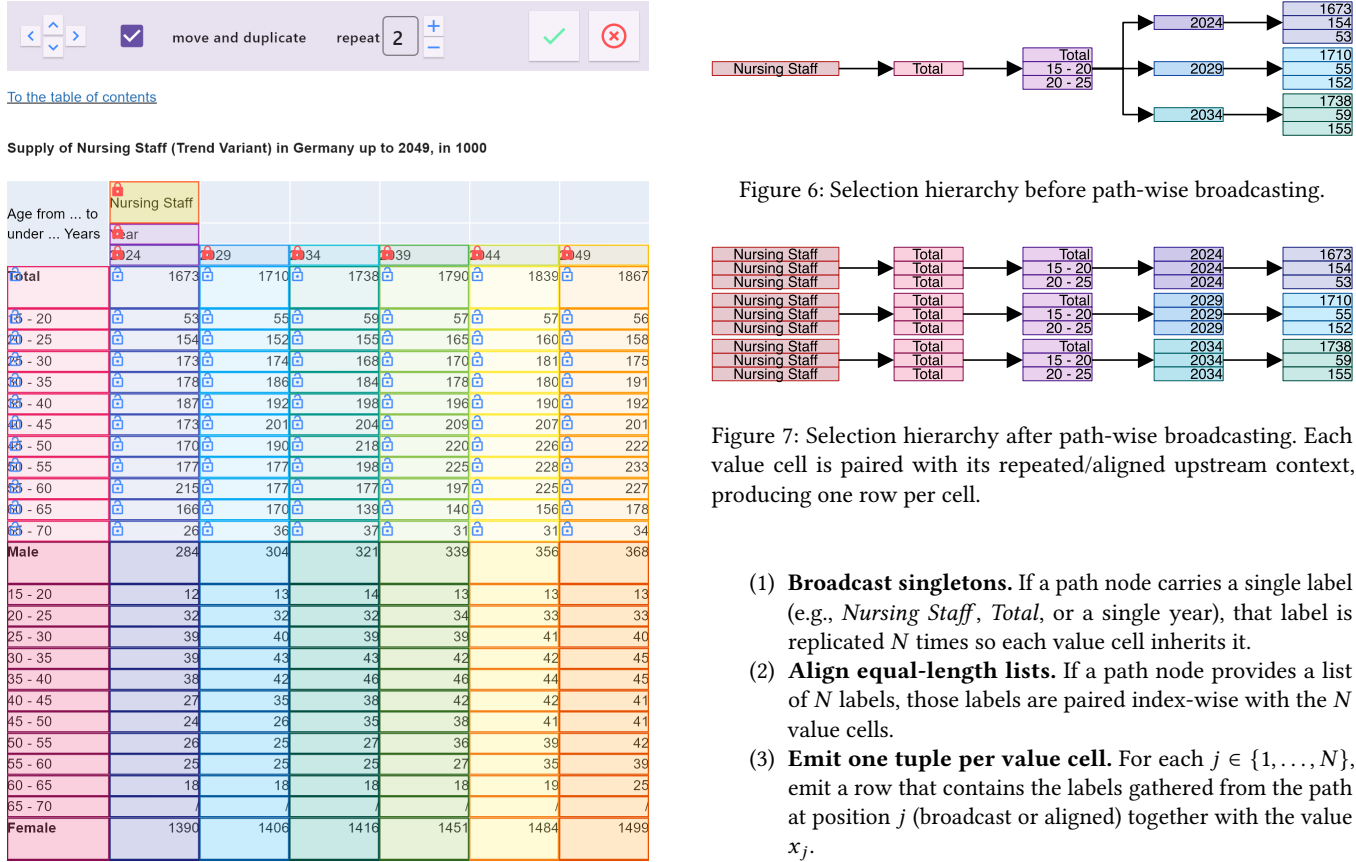 move and duplicate repeat 2
To the table of contents
Supply of Nursing Staff (Trend Variant) in Germany up to 2049, in 1000
Age from ... to
under ... Years
Nursing Staff
Year
2024 2029 2034 2039 2044 2049
Total 1673 1710 1738 1790 1839 1867
15 - 20 53 55 59 57 57 56
20 - 25 154 152 155 165 160 158
25 - 30 173 174 168 170 181 175
30 - 35 178 186 184 178 180 191
35 - 40 187 192 198 196 190 192
40 - 45 173 201 204 209 207 201
45 - 50 170 190 218 220 226 222
50 - 55 177 177 198 225 228 233
55 - 60 215 177 177 197 225 227
60 - 65 166 170 139 140 156 178
65 - 70 26 36 37 31 31 34
Male 284 304 321 339 356 368
15 - 20 12 13 14 13 13 13
20 - 25 32 32 32 34 33 33
25 - 30 39 40 39 39 41 40
30 - 35 39 43 43 42 42 45
35 - 40 38 42 46 46 44 45
40 - 45 27 35 38 42 42 41
45 - 50 24 26 35 38 41 41
50 - 55 26 25 27 36 39 42
55 - 60 25 25 25 27 35 39
60 - 65 18 18 18 18 19 25
65 - 70 / / / / / /
Female 1390 1406 1416 1451 1484 1499
Nursing Staff
Total
Total
15 - 20
20 - 25
2024
1673
154
53
2029
1710
55
152
2034
1738
59
155
Figure 6: Selection hierarchy before path-wise broadcasting.
Nursing Staff Total Total 2024 1673
Nursing Staff Total 15 - 20 2024 154
Nursing Staff Total 20 - 25 2024 53
Nursing Staff Total Total 2029 1710
Nursing Staff Total 15 - 20 2029 55
Nursing Staff Total 20 - 25 2029 152
Nursing Staff Total Total 2034 1738
Nursing Staff Total 15 - 20 2034 59
Nursing Staff Total 20 - 25 2034 155
Figure 7: Selection hierarchy after path-wise broadcasting. Each
value cell is paired with its repeated/aligned upstream context,
producing one row per cell.
(1) Broadcast singletons. If a path node carries a single label
(e.g., Nursing Staff, Total, or a single year), that label is
replicated N times so each value cell inherits it.
(2) Align equal-length lists. If a path node provides a list
of N labels, those labels are paired index-wise with the N
value cells.
(3) Emit one tuple per value cell. For each j ∈ {1, . . . , N},
emit a row that contains the labels gathered from the path
at position j (broadcast or aligned) together with the value
xⱼ.